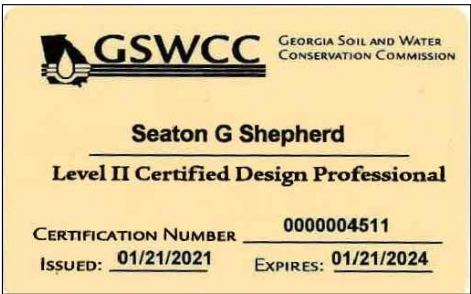 GSWCC
GEORGIA SOIL AND WATER
CONSERVATION COMMISSION
Seaton G Shepherd
Level II Certified Design Professional
CERTIFICATION NUMBER 0000004511
ISSUED: 01/21/2021 EXPIRES: 01/21/2024